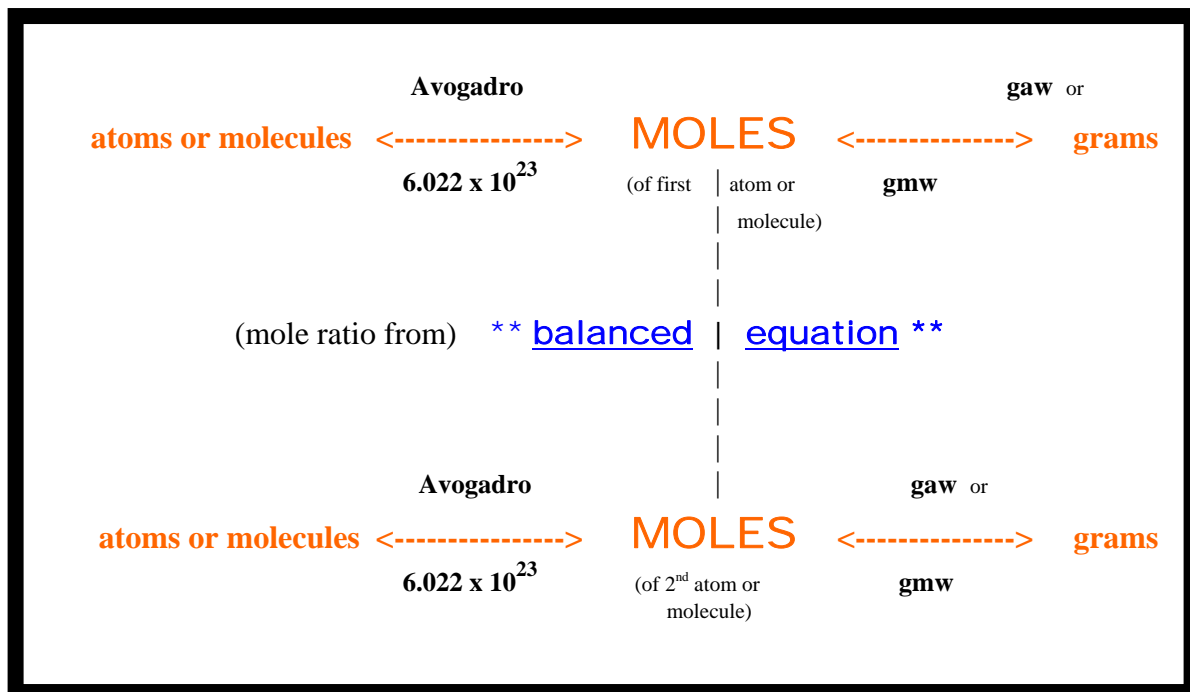 Avogadro gaw or
atoms or molecules <---------------> MOLES <---------------> grams
6.022 x 10^23 (of first | atom or gmw
| molecule)
|
|
(mole ratio from) ** balanced | equation **
|
|
|
|
Avogadro | gaw or
atoms or molecules <---------------> MOLES <---------------> grams
6.022 x 10^23 (of 2nd atom or gmw
molecule)